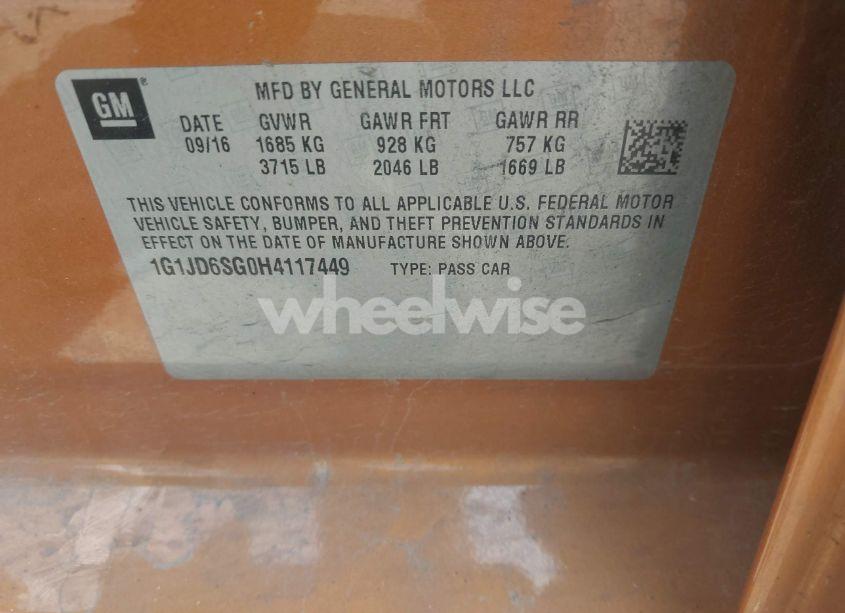 GM ®
MFD BY GENERAL MOTORS LLC
DATE GVWR GAWR FRT GAWR RR
09/16 1685 KG 928 KG 757 KG
3715 LB 2046 LB 1669 LB
THIS VEHICLE CONFORMS TO ALL APPLICABLE U.S. FEDERAL MOTOR
VEHICLE SAFETY, BUMPER, AND THEFT PREVENTION STANDARDS IN
EFFECT ON THE DATE OF MANUFACTURE SHOWN ABOVE.
1G1JD6SG0H4117449 TYPE: PASS CAR
wheelwise